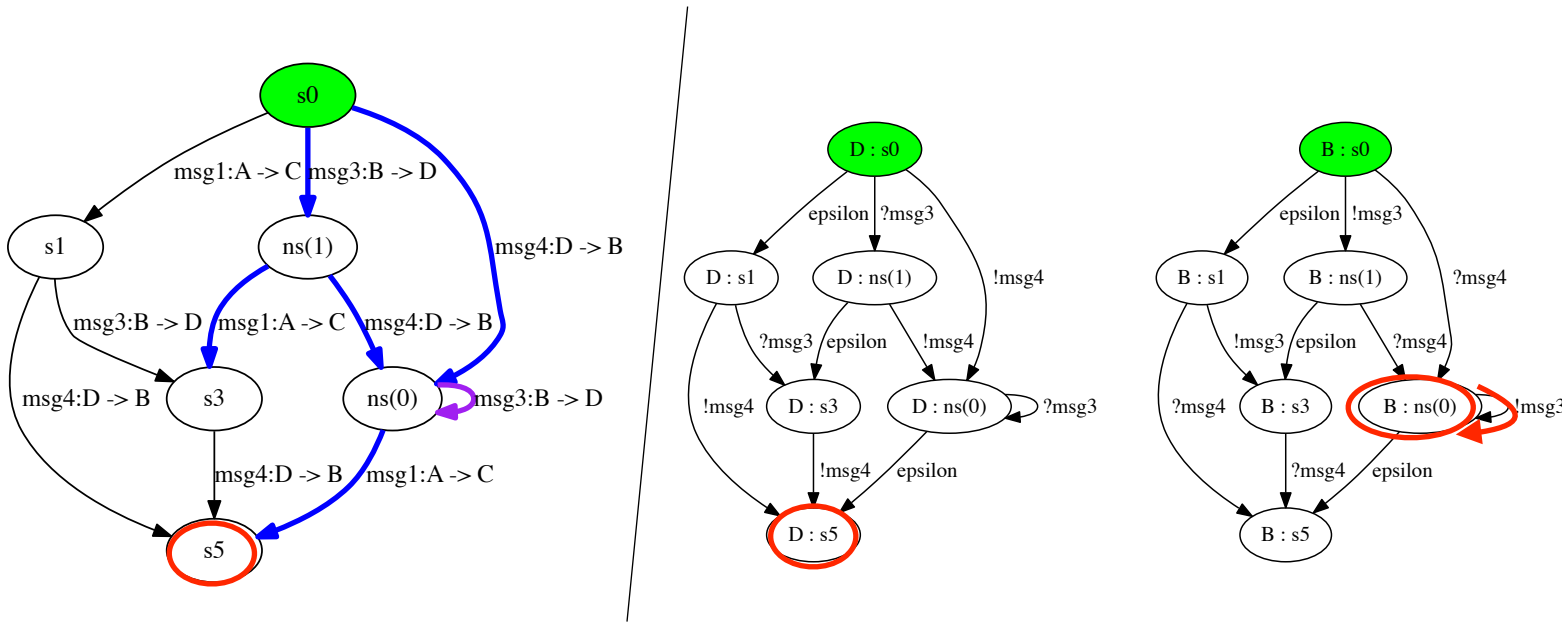 s0
msg1:A -> C
msg3:B -> D
s1
ns(1)
msg4:D -> B
msg3:B -> D
msg1:A -> C
msg4:D -> B
msg4:D -> B
s3
ns(0)
msg3:B -> D
msg4:D -> B
msg1:A -> C
s5
D : s0
epsilon
?msg3
D : s1
D : ns(1)
!msg4
?msg3
epsilon
!msg4
!msg4
D : s3
D : ns(0)
?msg3
!msg4
epsilon
D : s5
B : s0
epsilon
!msg3
B : s1
B : ns(1)
?msg4
!msg3
epsilon
?msg4
?msg4
B : s3
B : ns(0)
!msg3
?msg4
epsilon
B : s5